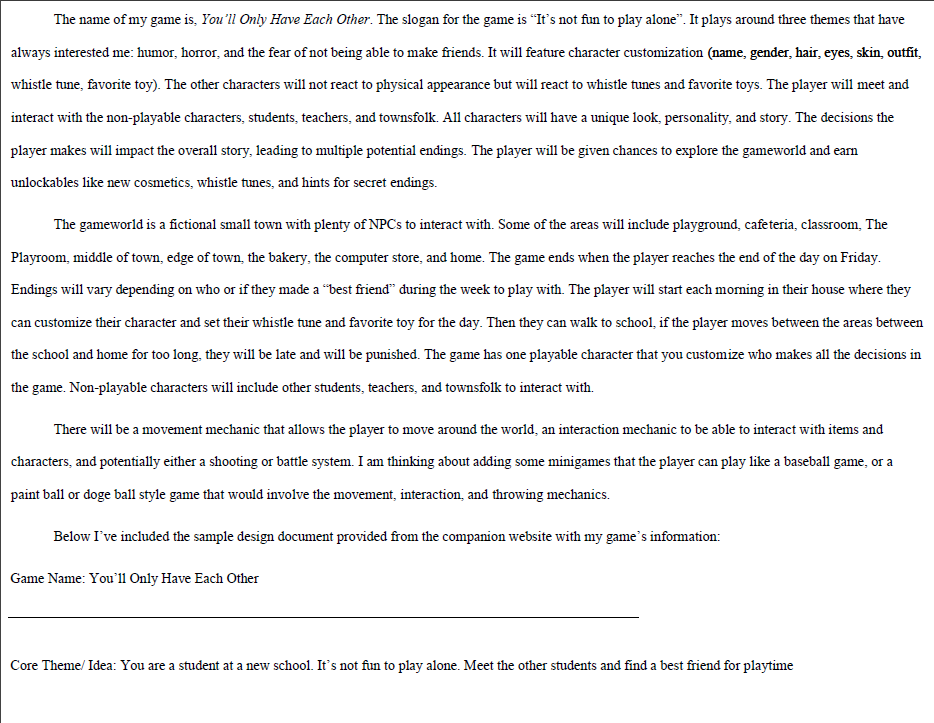 The name of my game is, You’ll Only Have Each Other. The slogan for the game is “It’s not fun to play alone”. It plays around three themes that have
always interested me: humor, horror, and the fear of not being able to make friends. It will feature character customization (name, gender, hair, eyes, skin, outfit,
whistle tune, favorite toy). The other characters will not react to physical appearance but will react to whistle tunes and favorite toys. The player will meet and
interact with the non-playable characters, students, teachers, and townsfolk. All characters will have a unique look, personality, and story. The decisions the
player makes will impact the overall story, leading to multiple potential endings. The player will be given chances to explore the gameworld and earn
unlockables like new cosmetics, whistle tunes, and hints for secret endings.
The gameworld is a fictional small town with plenty of NPCs to interact with. Some of the areas will include playground, cafeteria, classroom, The
Playroom, middle of town, edge of town, the bakery, the computer store, and home. The game ends when the player reaches the end of the day on Friday.
Endings will vary depending on who or if they made a “best friend” during the week to play with. The player will start each morning in their house where they
can customize their character and set their whistle tune and favorite toy for the day. Then they can walk to school, if the player moves between the areas between
the school and home for too long, they will be late and will be punished. The game has one playable character that you customize who makes all the decisions in
the game. Non-playable characters will include other students, teachers, and townsfolk to interact with.
There will be a movement mechanic that allows the player to move around the world, an interaction mechanic to be able to interact with items and
characters, and potentially either a shooting or battle system. I am thinking about adding some minigames that the player can play like a baseball game, or a
paint ball or doge ball style game that would involve the movement, interaction, and throwing mechanics.
Below I’ve included the sample design document provided from the companion website with my game’s information:
Game Name: You’ll Only Have Each Other
Core Theme/ Idea: You are a student at a new school. It’s not fun to play alone. Meet the other students and find a best friend for playtime